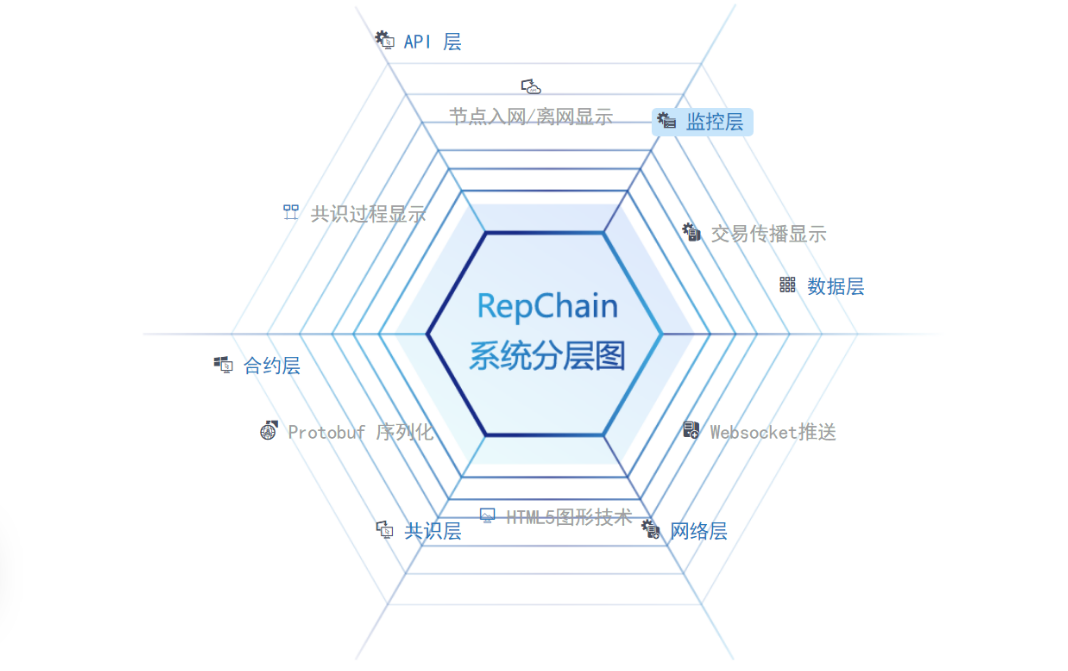 API 层
节点入网/离网显示
监控层
共识过程显示
交易传播显示
数据层
RepChain
系统分层图
合约层
Protobuf 序列化
Websocket推送
HTML5图形技术
共识层
网络层